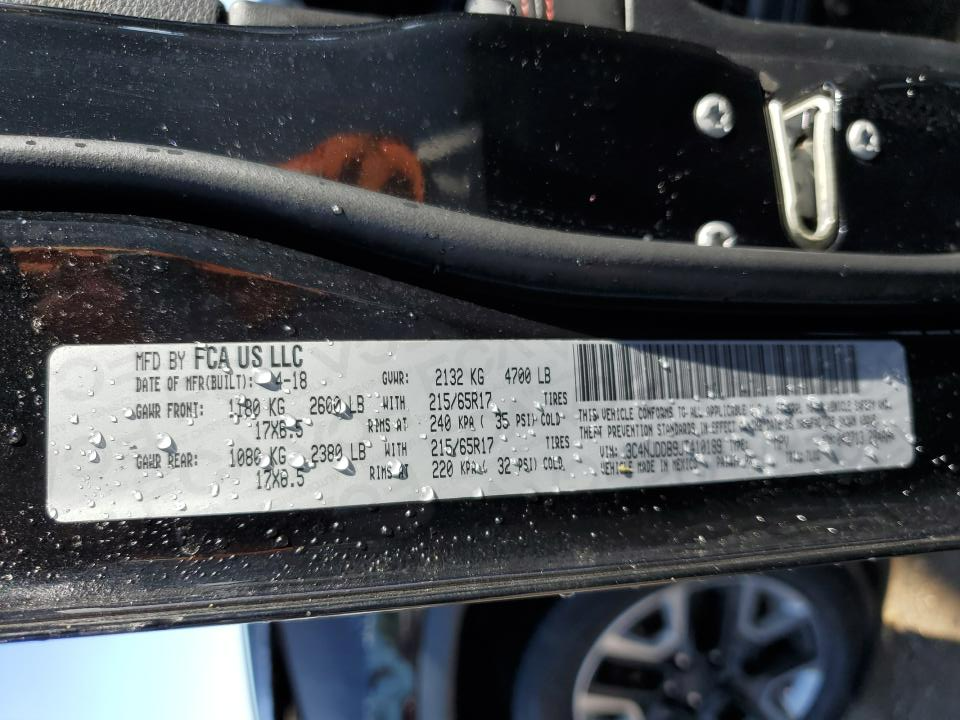 MFD BY FCA US LLC
DATE OF MFR(BUILT): 4-18 GVWR: 2132 KG 4700 LB
GAWR FRONT: 1180 KG 2600 LB WITH 215/65R17 TIRES
17X6.5 RIMS AT 240 KPA ( 35 PSI) COLD
GAWR REAR: 1080 KG 2380 LB WITH 215/65R17 TIRES
17X6.5 RIMS AT 220 KPA ( 32 PSI) COLD
THIS VEHICLE CONFORMS TO ALL APPLICABLE
THEFT PREVENTION STANDARDS
VIN:
VEHICLE MADE IN MEXICO
MPV